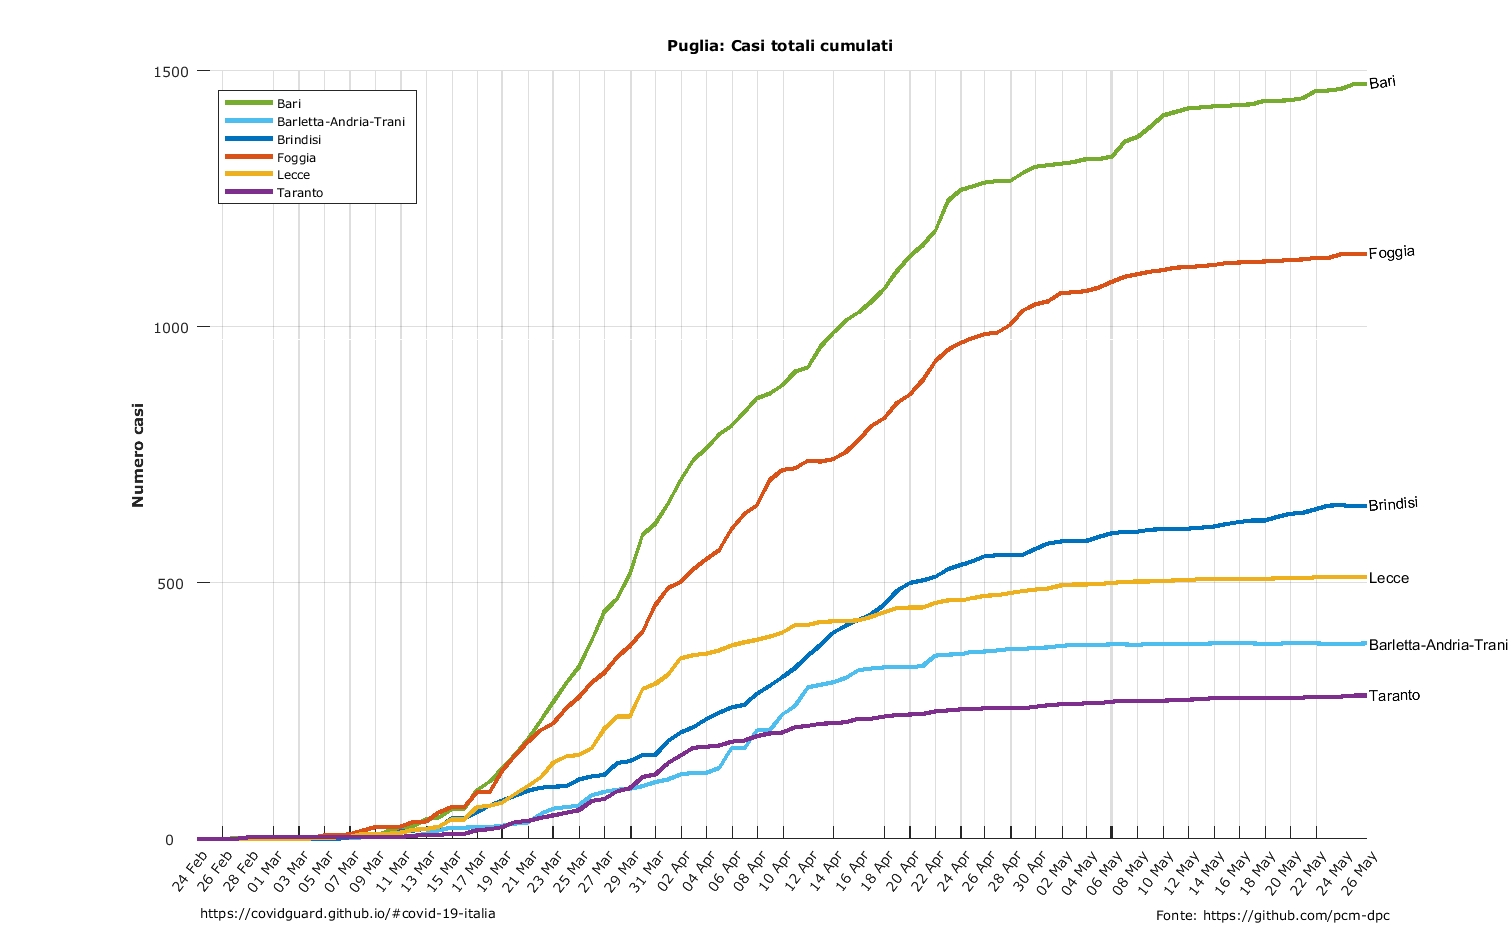 Puglia: Casi totali cumulati
1500
1000
500
0
Numero casi
Bari
Barletta-Andria-Trani
Brindisi
Foggia
Lecce
Taranto
Bari
Foggia
Brindisi
Lecce
Barletta-Andria-Trani
Taranto
24 Feb
26 Feb
28 Feb
01 Mar
03 Mar
05 Mar
07 Mar
09 Mar
11 Mar
13 Mar
15 Mar
17 Mar
19 Mar
21 Mar
23 Mar
25 Mar
27 Mar
29 Mar
31 Mar
02 Apr
04 Apr
06 Apr
08 Apr
10 Apr
12 Apr
14 Apr
16 Apr
18 Apr
20 Apr
22 Apr
24 Apr
26 Apr
28 Apr
30 Apr
02 May
04 May
06 May
08 May
10 May
12 May
14 May
16 May
18 May
20 May
22 May
24 May
26 May
https://covidguard.github.io/#covid-19-italia
Fonte: https://github.com/pcm-dpc